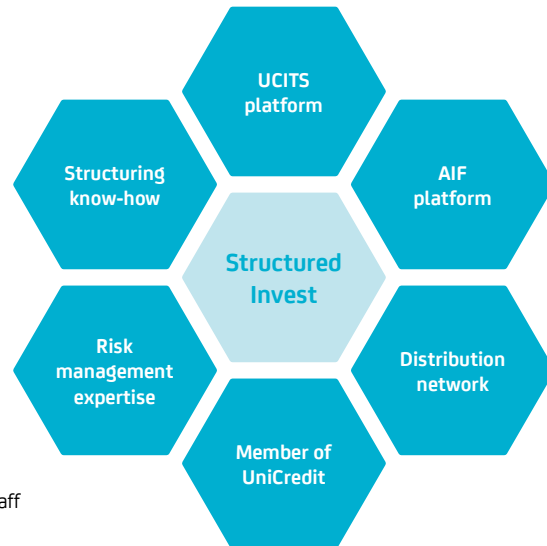 UCITS
platform
Structuring
know-how
AIF
platform
Structured
Invest
Risk
management
expertise
Distribution
network
Member of
UniCredit